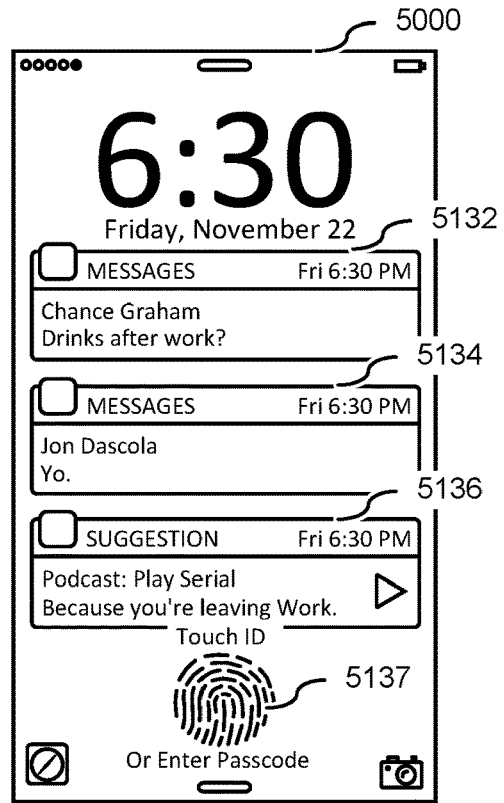 5000
6:30
Friday, November 22
5132
MESSAGES Fri 6:30 PM
Chance Graham
Drinks after work?
5134
MESSAGES Fri 6:30 PM
Jon Dascola
Yo.
5136
SUGGESTION Fri 6:30 PM
Podcast: Play Serial
Because you're leaving Work.
Touch ID
5137
Or Enter Passcode